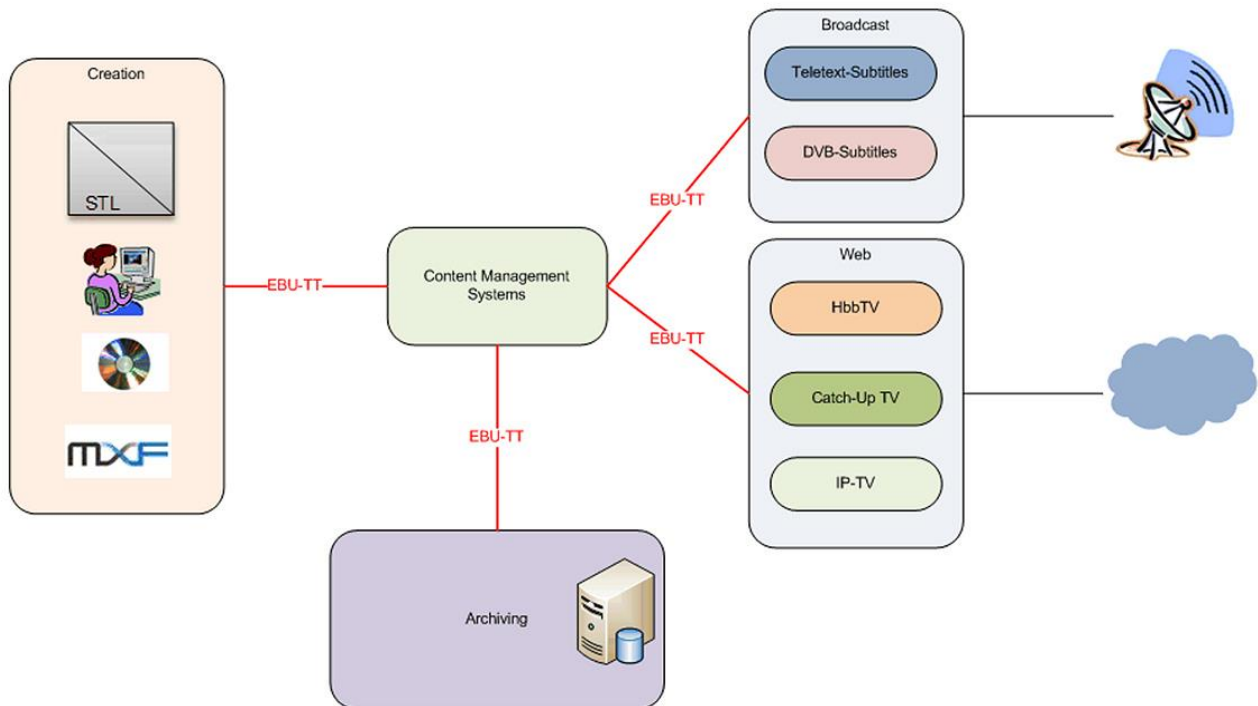 Creation
STL
MXF
EBU-TT
Content Management
Systems
EBU-TT
EBU-TT
EBU-TT
Broadcast
Teletext-Subtitles
DVB-Subtitles
Web
HbbTV
Catch-Up TV
IP-TV
Archiving